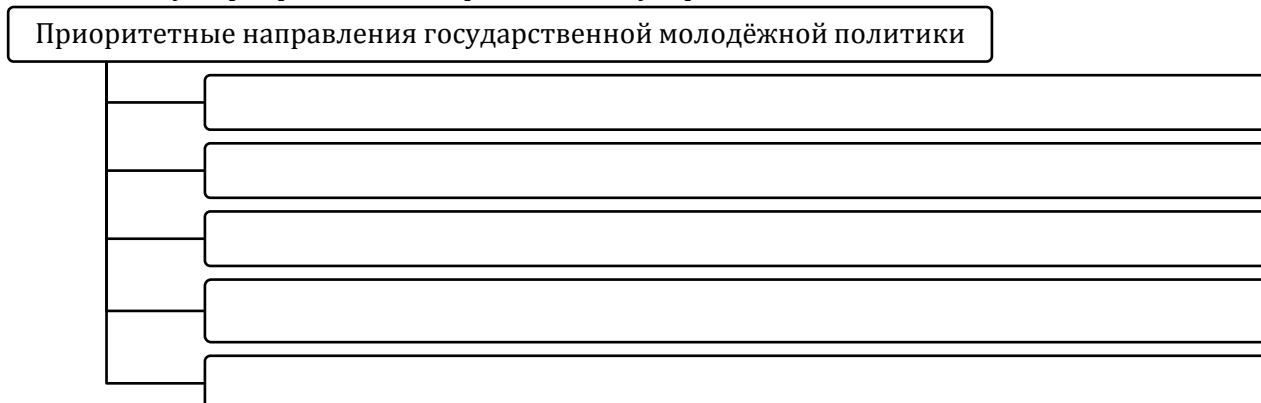 Приоритетные направления государственной молодёжной политики